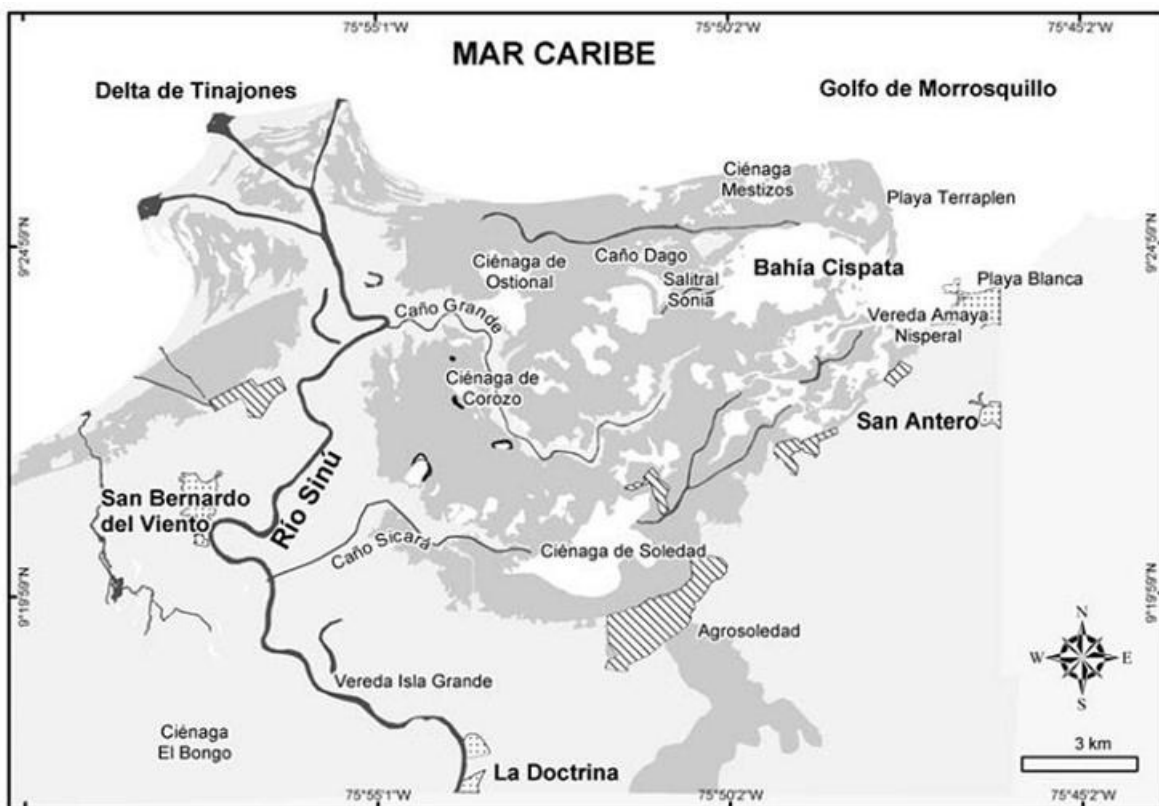 75°55'1"W
75°50'2"W
75°45'2"W
MAR CARIBE
Delta de Tinajones
Golfo de Morrosquillo
Ciénaga
Mestizos
Playa Terraplen
9°24'59"N
9°24'59"N
Ciénaga de
Ostional
Caño Dago
Salitral
Sónia
Bahía Cispata
Playa Blanca
Caño Grande
Vereda Amaya
Nisperal
Ciénaga de
Corozo
San Antero
San Bernardo
del Viento
Río Sinú
Caño Sicará
Ciénaga de Soledad
9°19'59"N
9°19'59"N
Agrosoledad
N
W
E
S
Vereda Isla Grande
Ciénaga
El Bongo
La Doctrina
3 km
75°55'1"W
75°50'2"W
75°45'2"W